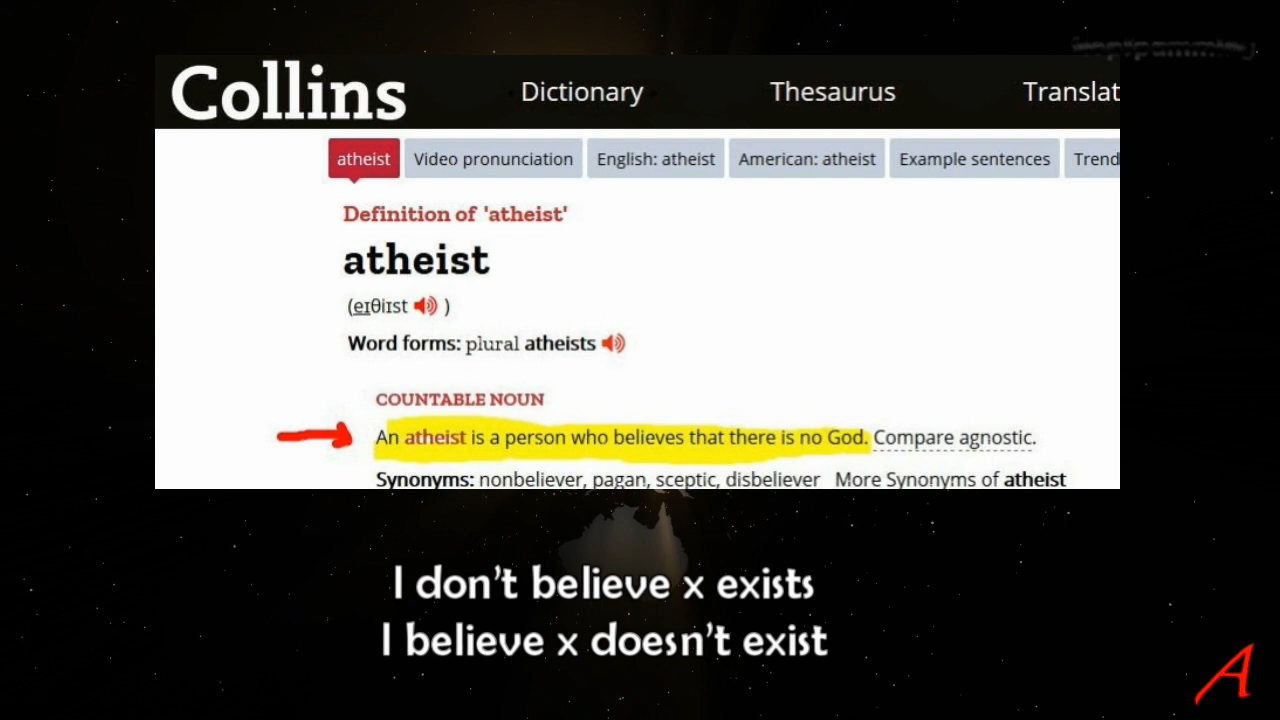 Collins Dictionary Thesaurus Translat
atheist Video pronunciation English: atheist American: atheist Example sentences Trend
Definition of 'atheist'
atheist
(eɪθiɪst )
Word forms: plural atheists
COUNTABLE NOUN
An atheist is a person who believes that there is no God. Compare agnostic.
Synonyms: nonbeliever, pagan, sceptic, disbeliever More Synonyms of atheist
I don't believe x exists
I believe x doesn't exist
A